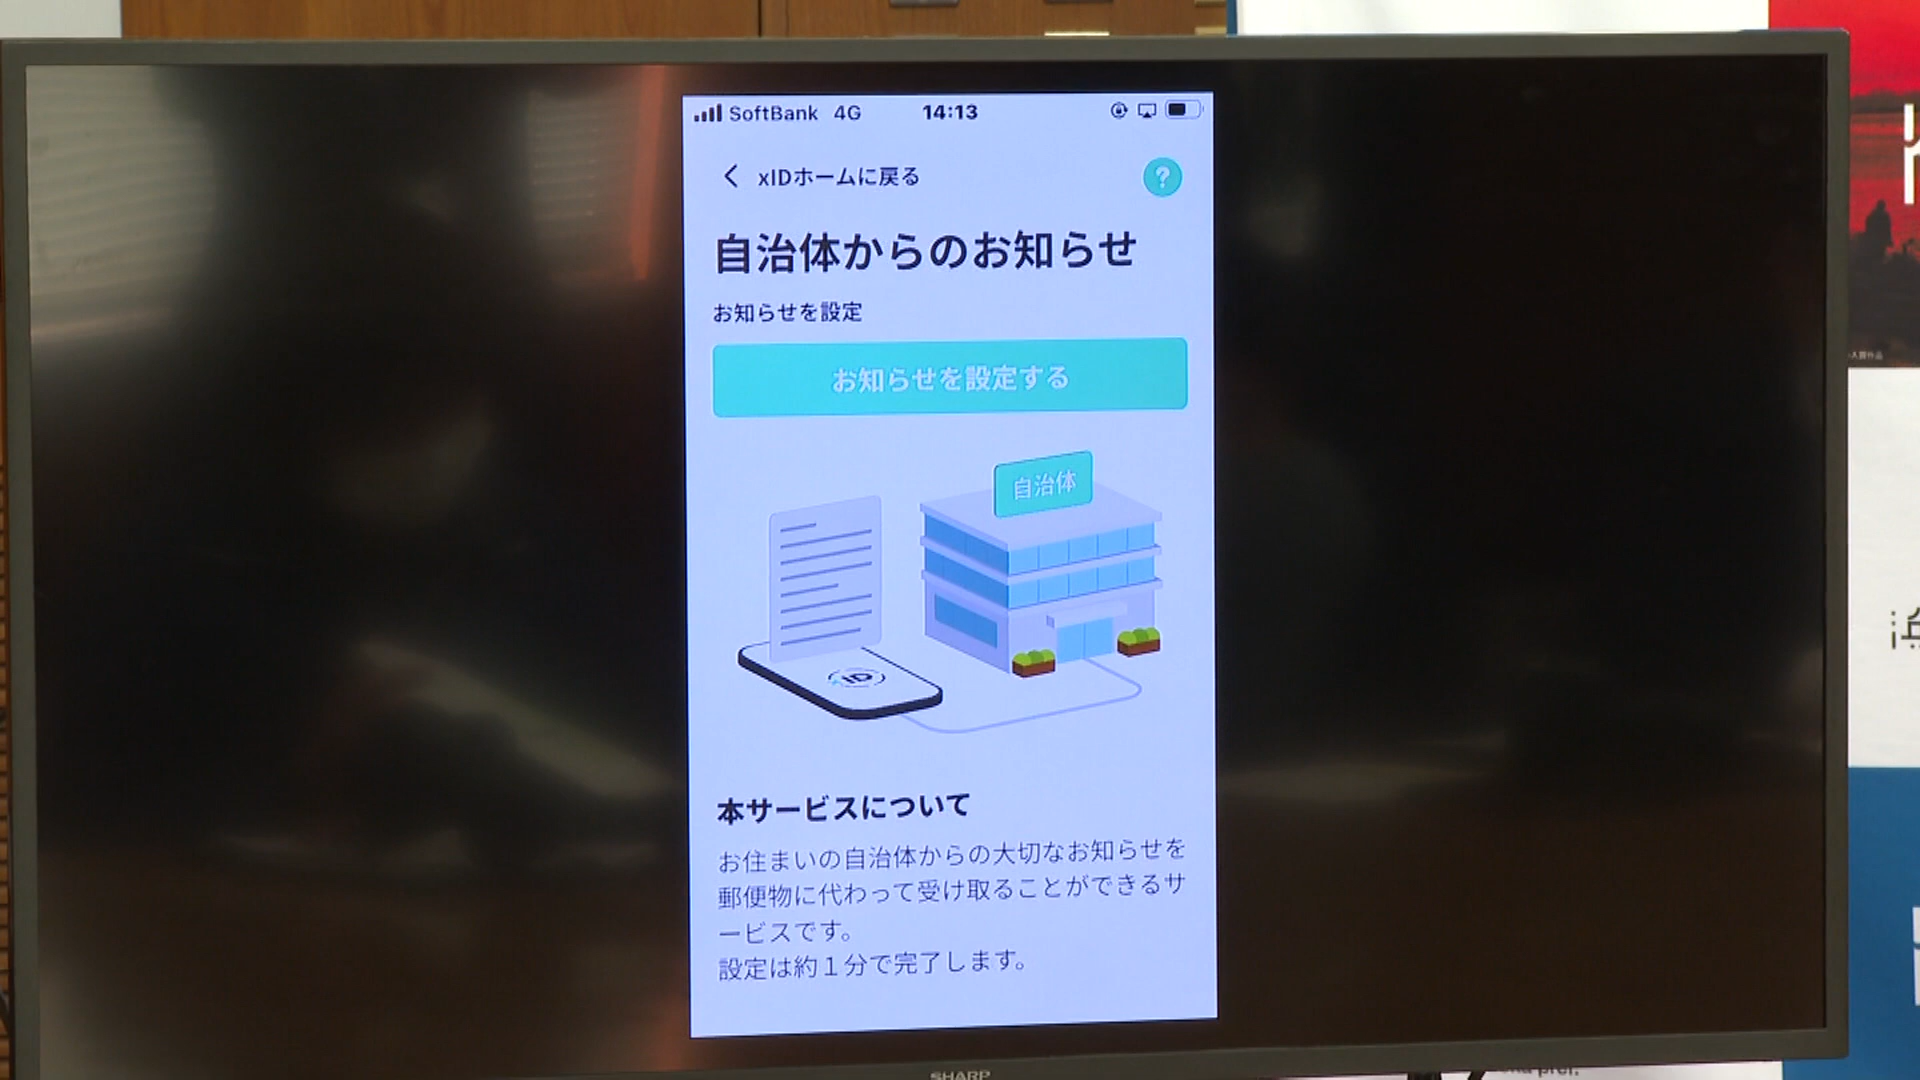 SoftBank 4G 14:13
xIDホームに戻る
?
自治体からのお知らせ
お知らせを設定
お知らせを設定する
自治体
iD
本サービスについて
お住まいの自治体からの大切なお知らせを
郵便物に代わって受け取ることができるサ
ービスです。
設定は約1分で完了します。
SHARP